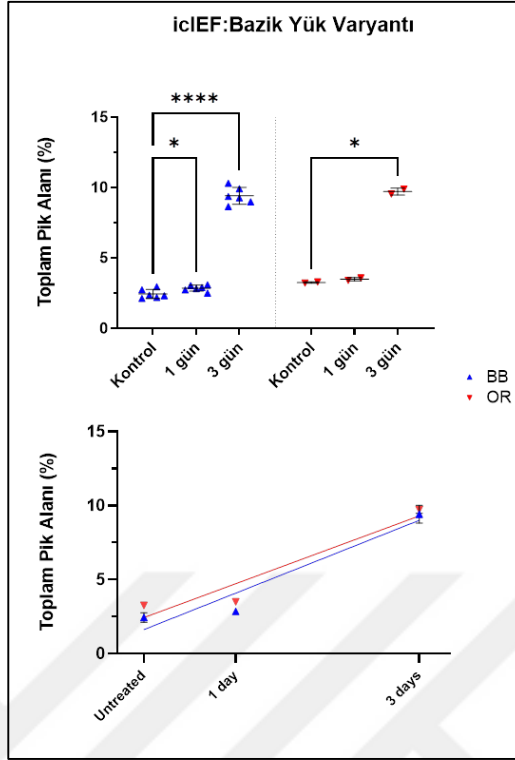 icIEF:Bazik Yük Varyantı
Toplam Pik Alanı (%)
15
10
5
0
****
*
*
Kontrol
1 gün
3 gün
Kontrol
1 gün
3 gün
BB
OR
Toplam Pik Alanı (%)
15
10
5
0
Untreated
1 day
3 days